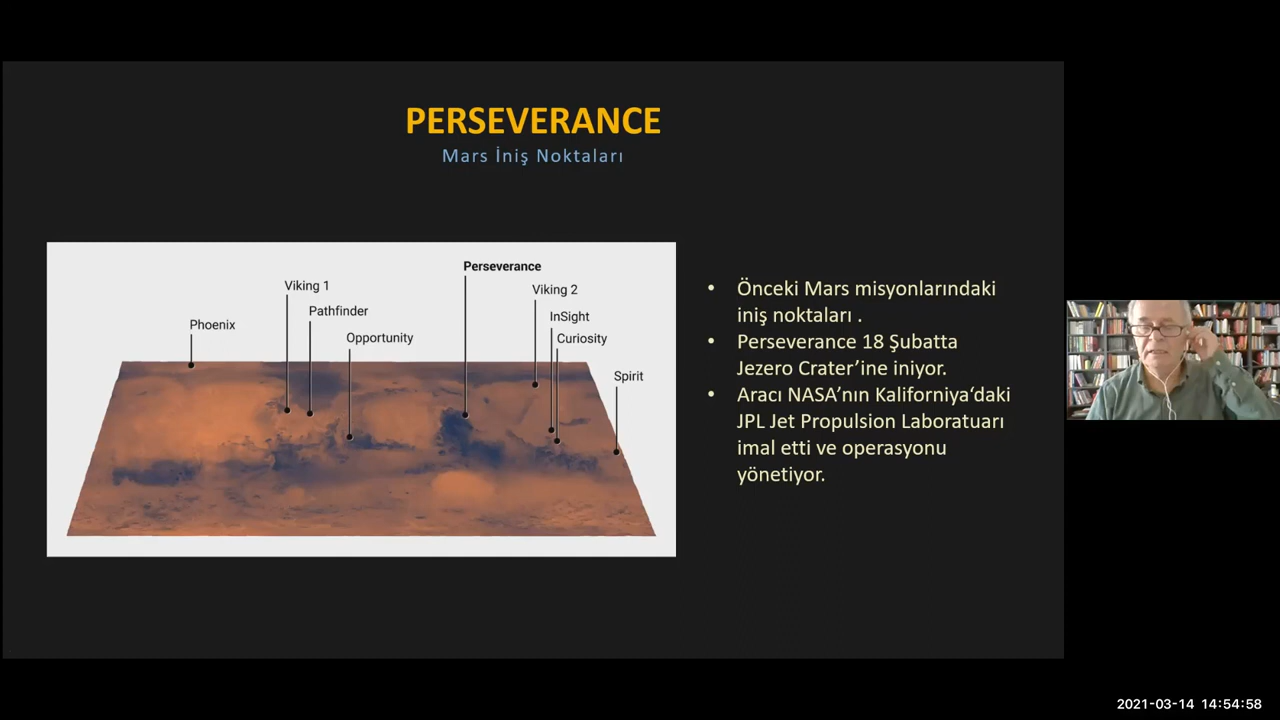 PERSEVERANCE
Mars İniş Noktaları
Perseverance
Viking 1
Viking 2
Pathfinder
InSight
Phoenix
Opportunity
Curiosity
Spirit
• Önceki Mars misyonlarındaki
iniş noktaları .
• Perseverance 18 Şubatta
Jezero Crater’ine iniyor.
• Aracı NASA’nın Kaliforniya‘daki
JPL Jet Propulsion Laboratuarı
imal etti ve operasyonu
yönetiyor.
2021-03-14 14:54:58